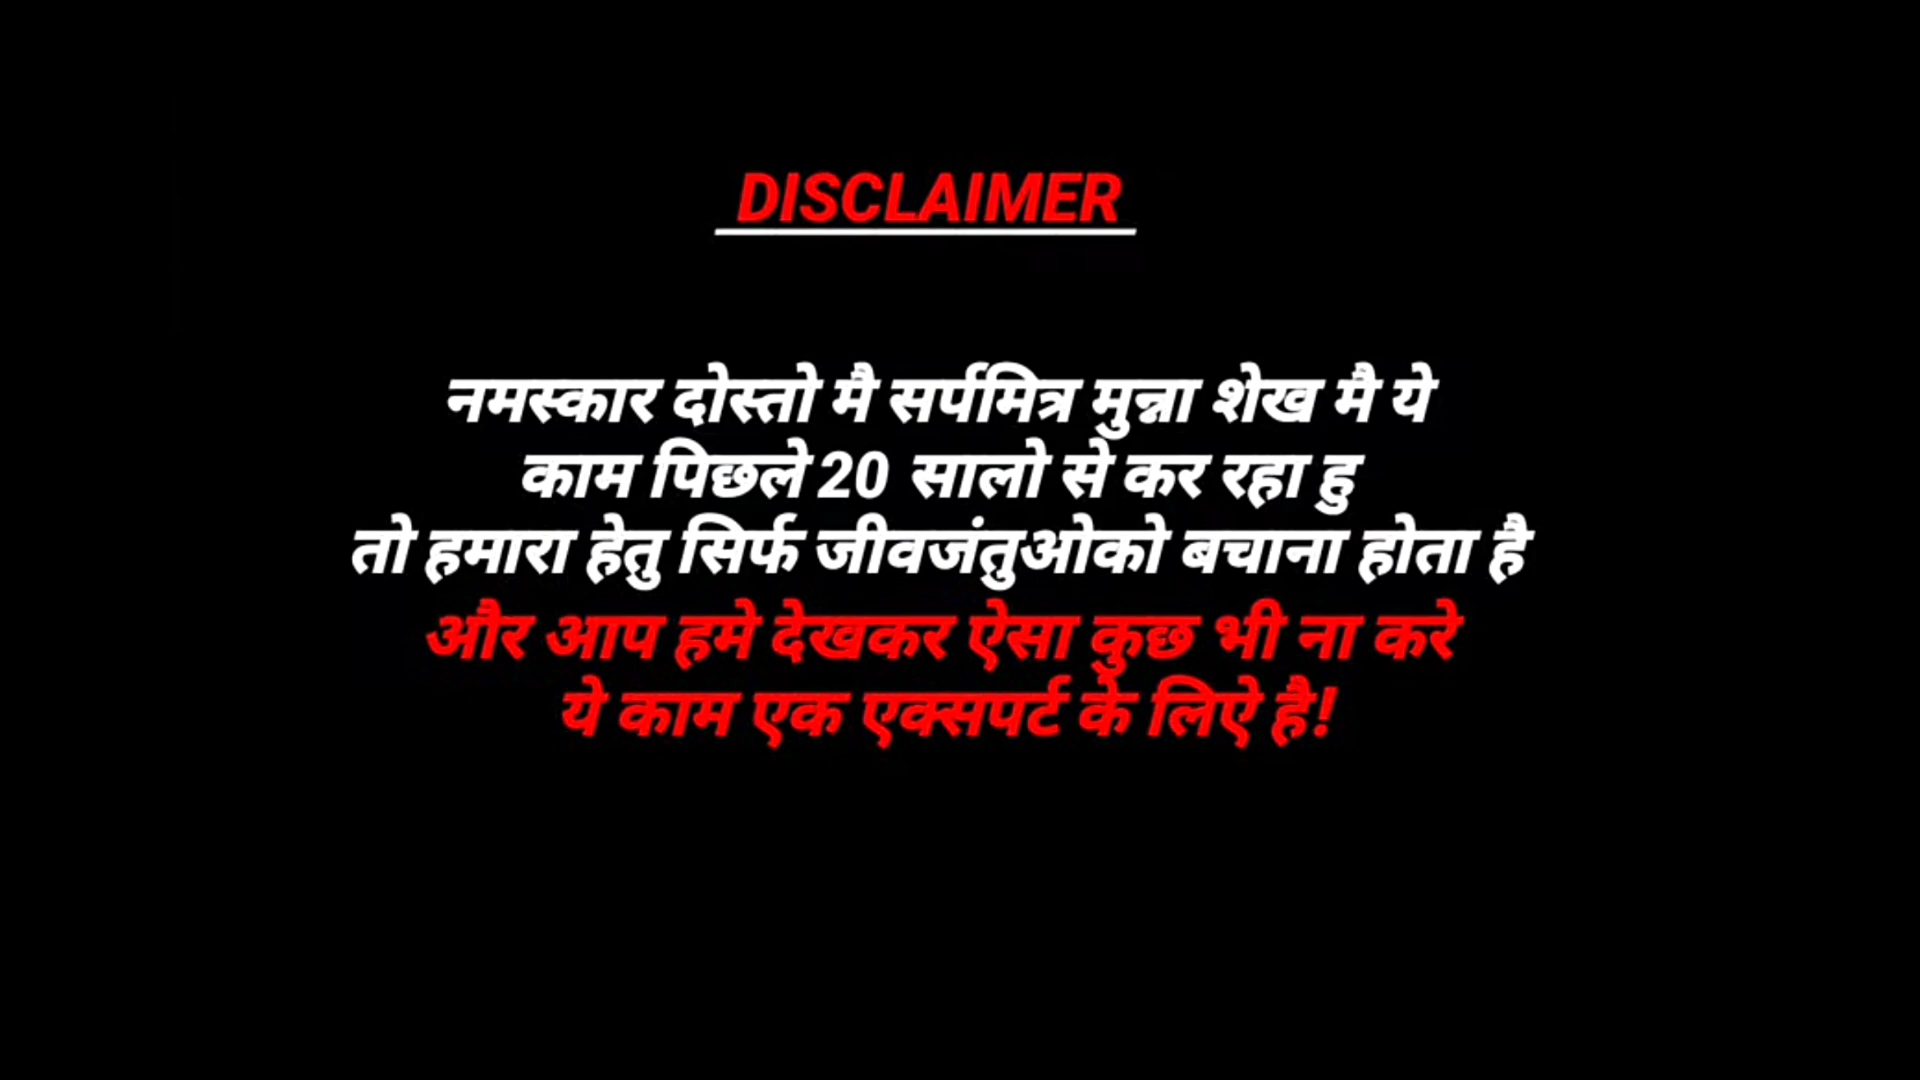 DISCLAIMER
नमस्कार दोस्तो मै सर्पमित्र मुन्ना शेख मै ये
काम पिछले 20 सालो से कर रहा हु
तो हमारा हेतु सिर्फ जीवजंतुओको बचाना होता है
और आप हमे देखकर ऐसा कुछ भी ना करे
ये काम एक एक्सपर्ट के लिऐ है!